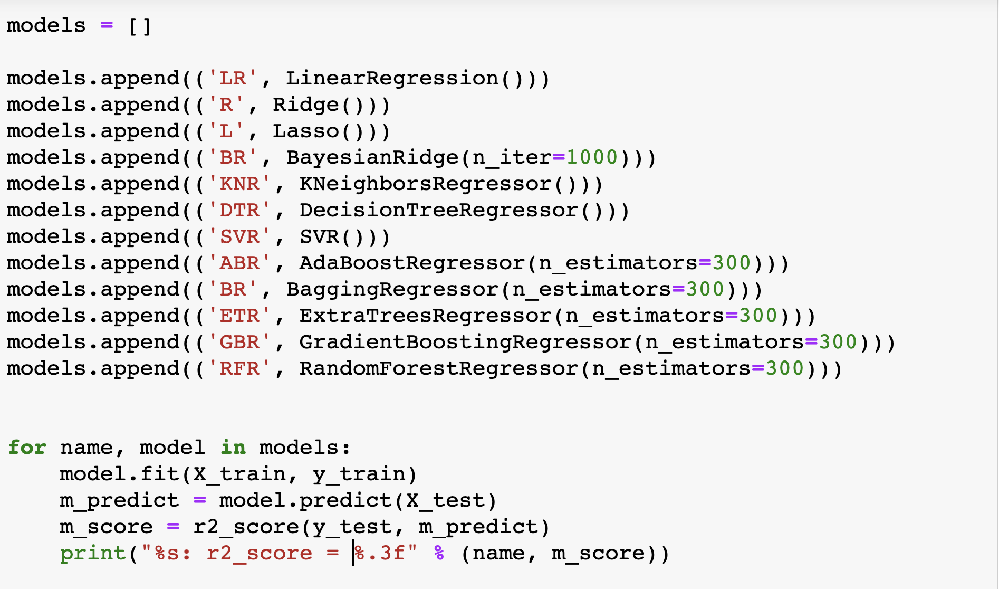 models = []
models.append(('LR', LinearRegression()))
models.append(('R', Ridge()))
models.append(('L', Lasso()))
models.append(('BR', BayesianRidge(n_iter=1000)))
models.append(('KNR', KNeighborsRegressor()))
models.append(('DTR', DecisionTreeRegressor()))
models.append(('SVR', SVR()))
models.append(('ABR', AdaBoostRegressor(n_estimators=300)))
models.append(('BR', BaggingRegressor(n_estimators=300)))
models.append(('ETR', ExtraTreesRegressor(n_estimators=300)))
models.append(('GBR', GradientBoostingRegressor(n_estimators=300)))
models.append(('RFR', RandomForestRegressor(n_estimators=300)))
for name, model in models:
    model.fit(X_train, y_train)
    m_predict = model.predict(X_test)
    m_score = r2_score(y_test, m_predict)
    print("%s: r2_score = %.3f" % (name, m_score))